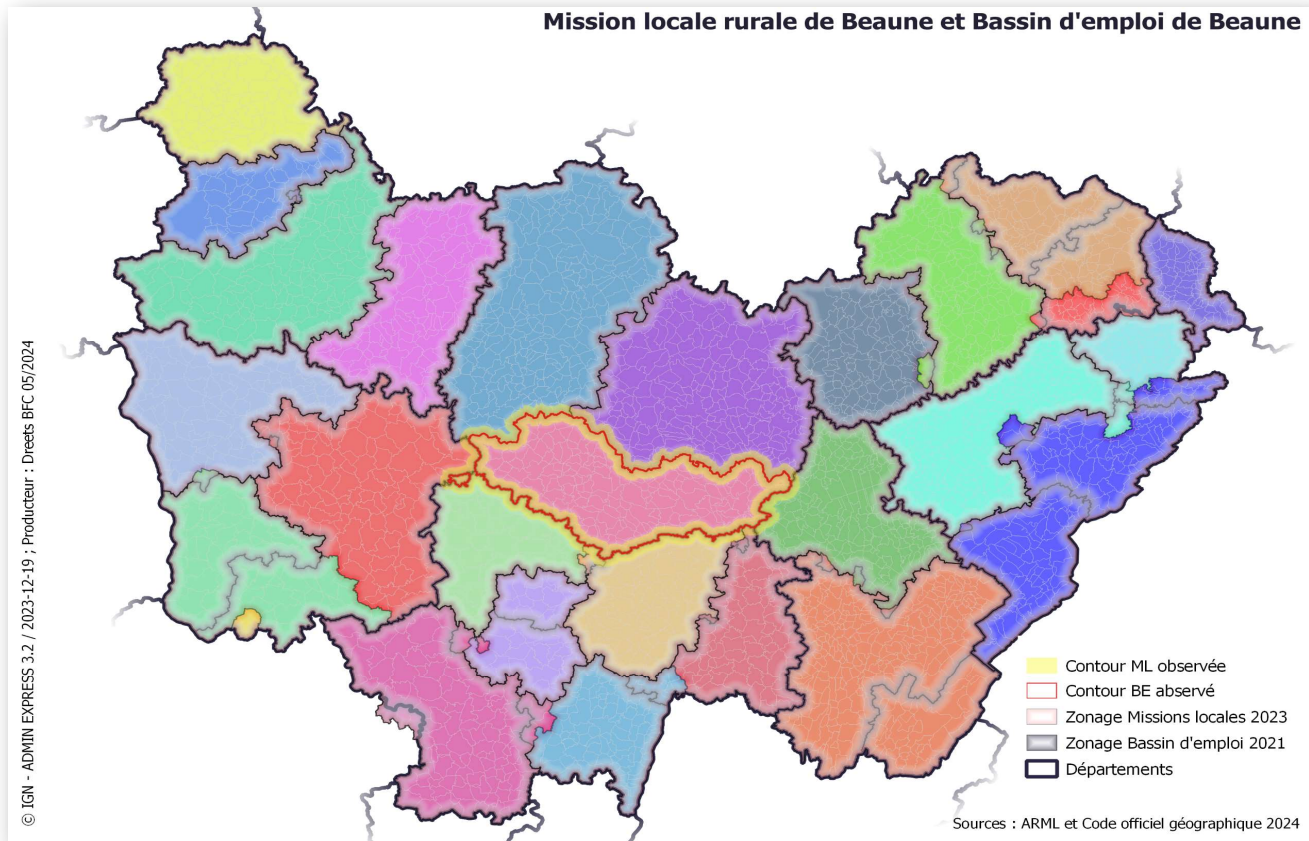 Mission locale rurale de Beaune et Bassin d'emploi de Beaune
© IGN - ADMIN EXPRESS 3.2 / 2023-12-19 ; Producteur : Dreets BFC 05/2024
Contour ML observée
Contour BE abservé
Zonage Missions locales 2023
Zonage Bassin d'emploi 2021
Départements
Sources : ARML et Code officiel géographique 2024